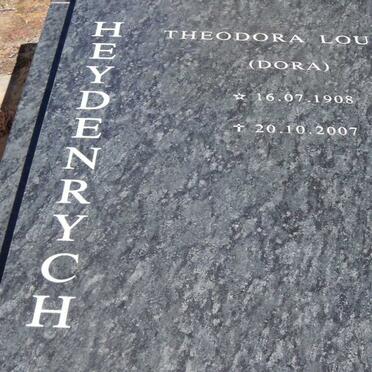 HEYDENRYCH
THEODORA LOU
(DORA)
☆ 16.07.1908
✝ 20.10.2007